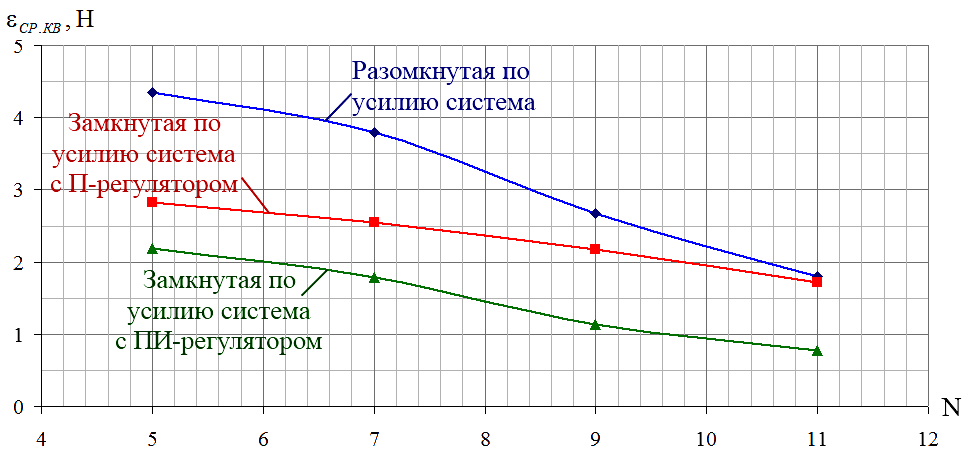 ε_СР.КВ, Н
5
Разомкнутая по
усилию система
4
Замкнутая по
усилию система
с П-регулятором
3
2
Замкнутая по
усилию система
с ПИ-регулятором
1
0
N
4 5 6 7 8 9 10 11 12